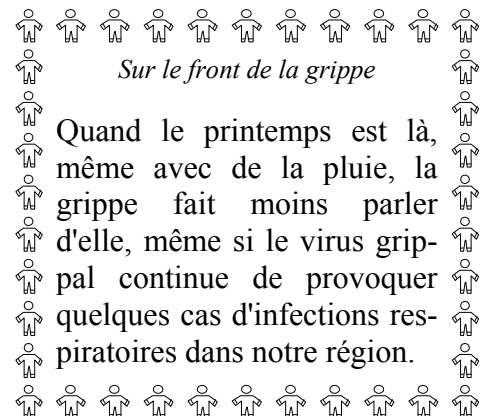 Sur le front de la grippe
Quand le printemps est là,
même avec de la pluie, la
grippe fait moins parler
d'elle, même si le virus grip-
pal continue de provoquer
quelques cas d'infections res-
piratoires dans notre région.